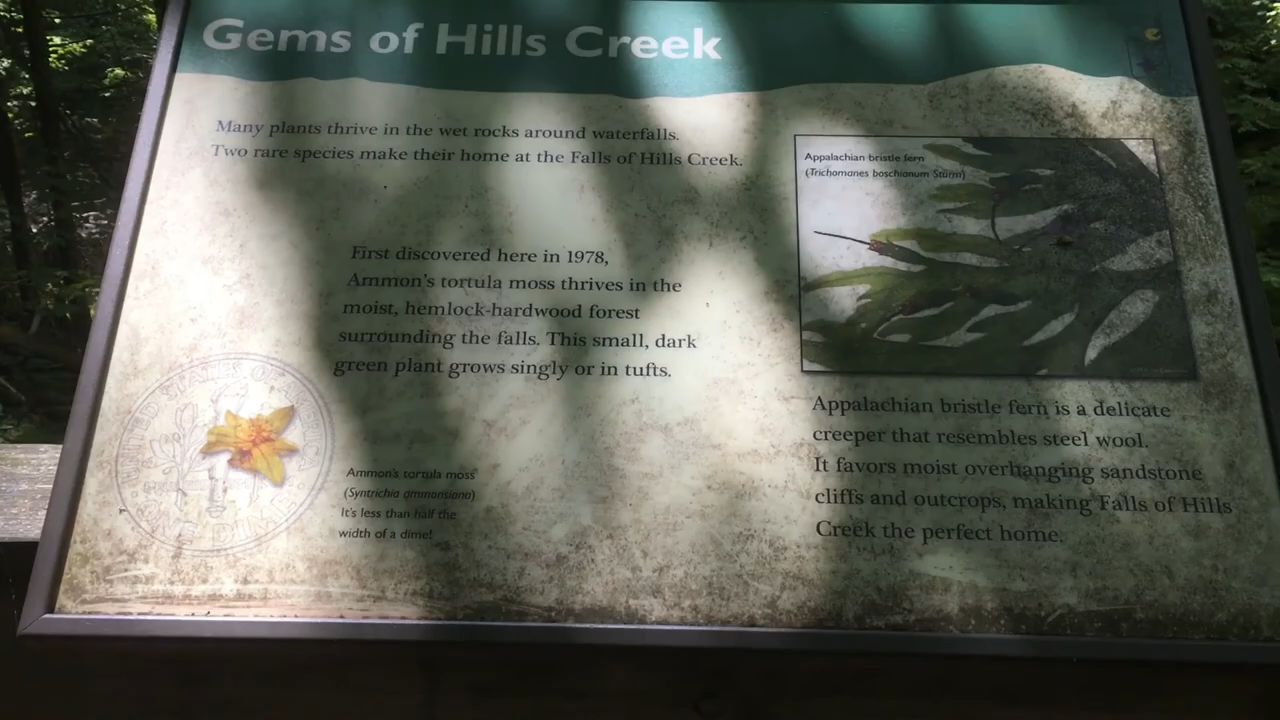 Gems of Hills Creek
Many plants thrive in the wet rocks around waterfalls.
Two rare species make their home at the Falls of Hills Creek.
First discovered here in 1978,
Ammon's tortula moss thrives in the
moist, hemlock-hardwood forest
surrounding the falls. This small, dark
green plant grows singly or in tufts.
UNITED STATES OF AMERICA
ONE DIME
Ammon's tortula moss
(Syntrichia ammonsiana)
It's less than half the
width of a dime!
Appalachian bristle fern
(Trichomanes boschianum Sturm)
Appalachian bristle fern is a delicate
creeper that resembles steel wool.
It favors moist overhanging sandstone
cliffs and outcrops, making Falls of Hills
Creek the perfect home.